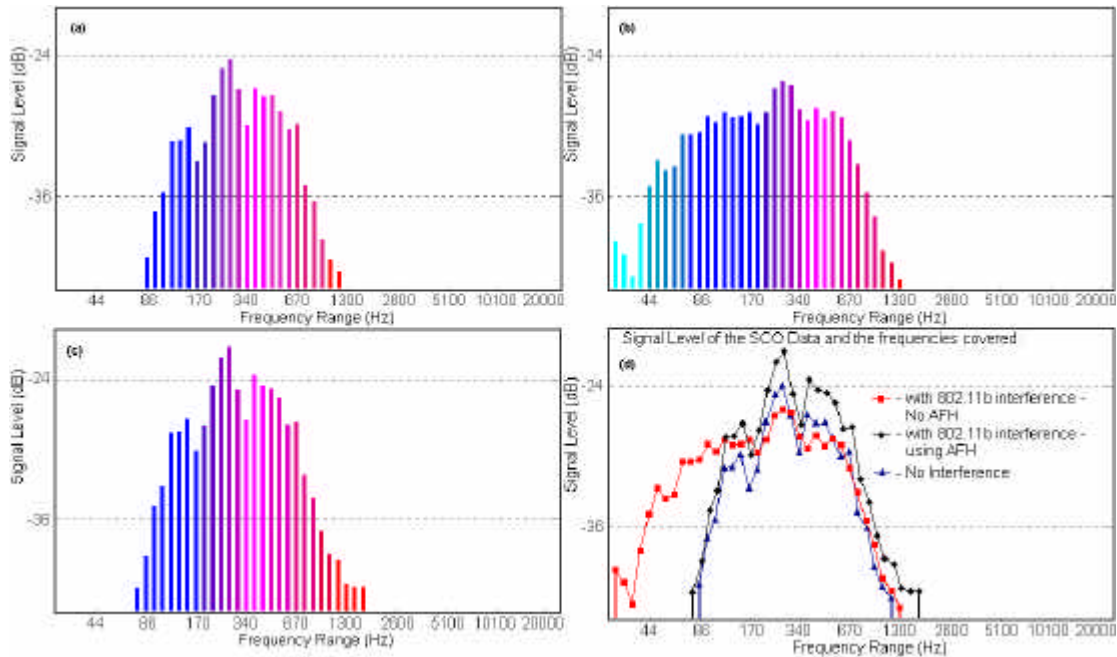 (a)
Signal Level (dB)
-24
-36
44 86 170 340 670 1300 2600 5100 10100 20000
Frequency Range (Hz)
(b)
Signal Level (dB)
-24
-36
44 86 170 340 670 1300 2600 5100 10100 20000
Frequency Range (Hz)
(c)
Signal Level (dB)
-24
-36
44 86 170 340 670 1300 2600 5100 10100 20000
Frequency Range (Hz)
Signal Level of the SCO Data and the frequencies covered
(d)
Signal Level (dB)
-24
-36
- with 802.11b interference -
No AFH
- with 802.11b interference -
using AFH
- No Interference
44 86 170 340 670 1300 2600 5100 10100 20000
Frequency Range (Hz)